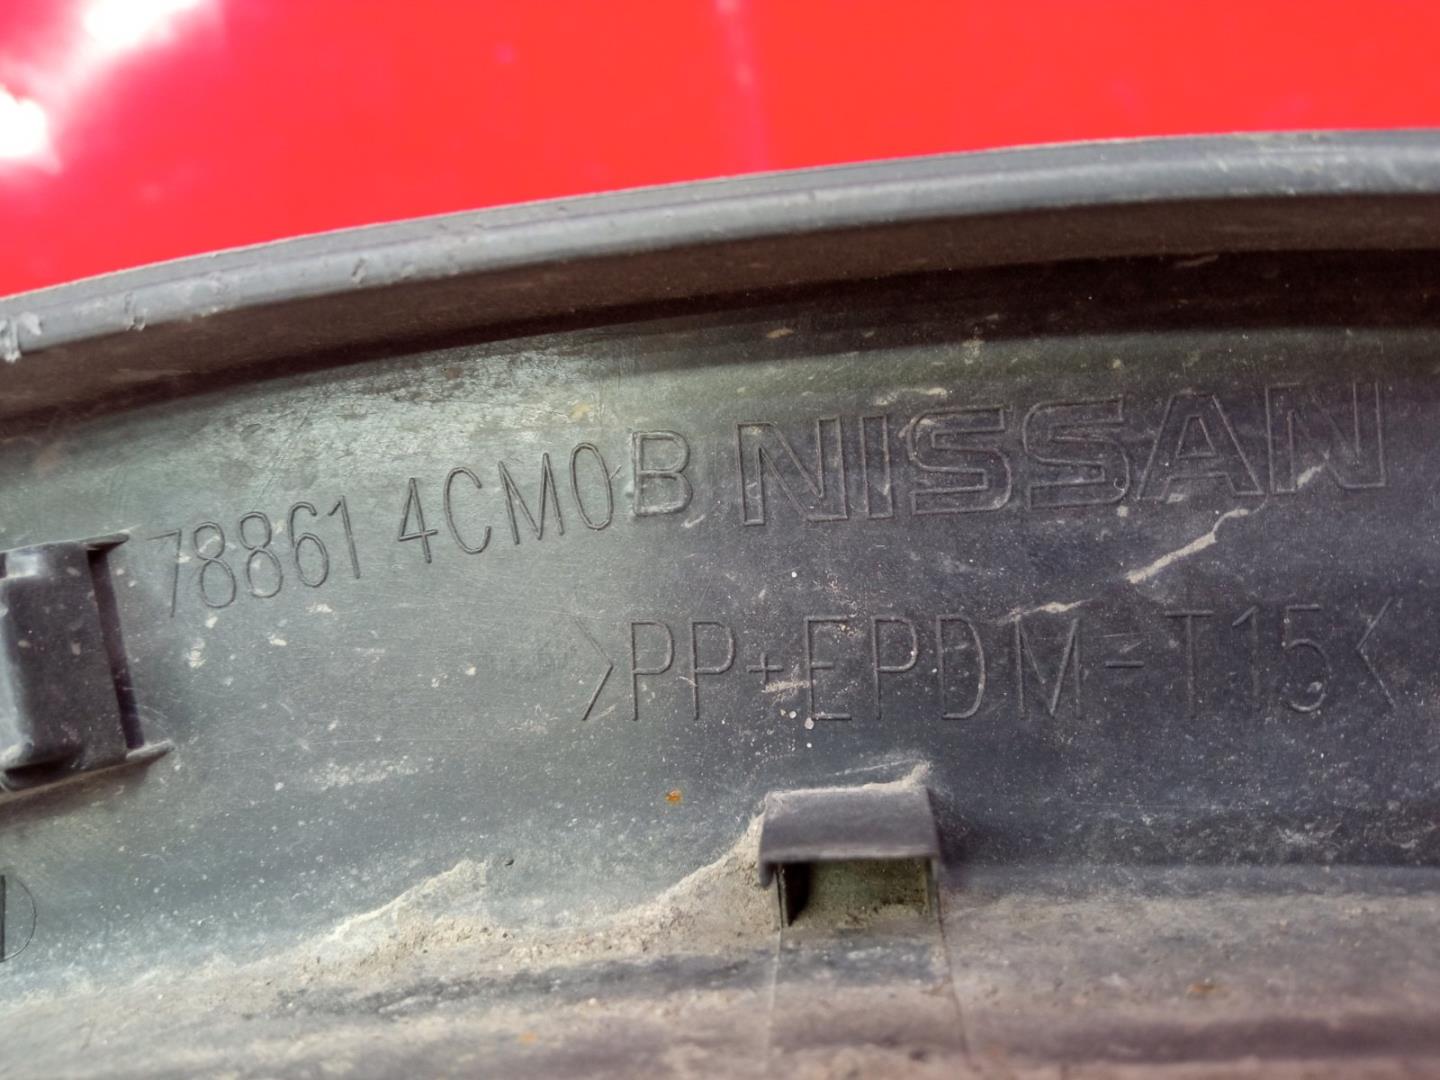 78861 4CM0B NISSAN
>PP+EPDM-T15<